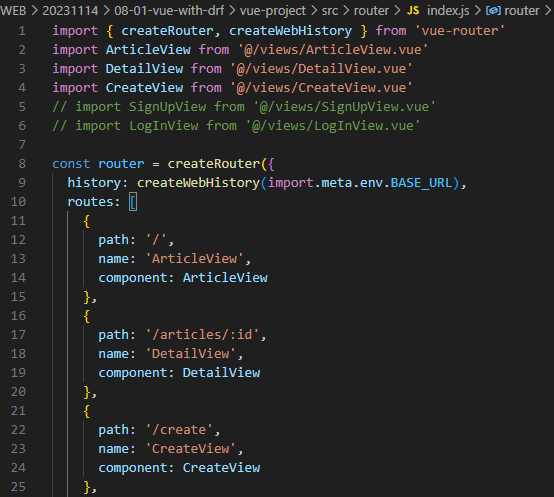 WEB > 20231114 > 08-01-vue-with-drf > vue-project > src > router > JS index.js > router >
1 import { createRouter, createWebHistory } from 'vue-router'
2 import ArticleView from '@/views/ArticleView.vue'
3 import DetailView from '@/views/DetailView.vue'
4 import CreateView from '@/views/CreateView.vue'
5 // import SignUpView from '@/views/SignUpView.vue'
6 // import LogInView from '@/views/LogInView.vue'
7
8 const router = createRouter({
9   history: createWebHistory(import.meta.env.BASE_URL),
10   routes: [
11     {
12       path: '/',
13       name: 'ArticleView',
14       component: ArticleView
15     },
16     {
17       path: '/articles/:id',
18       name: 'DetailView',
19       component: DetailView
20     },
21     {
22       path: '/create',
23       name: 'CreateView',
24       component: CreateView
25     },